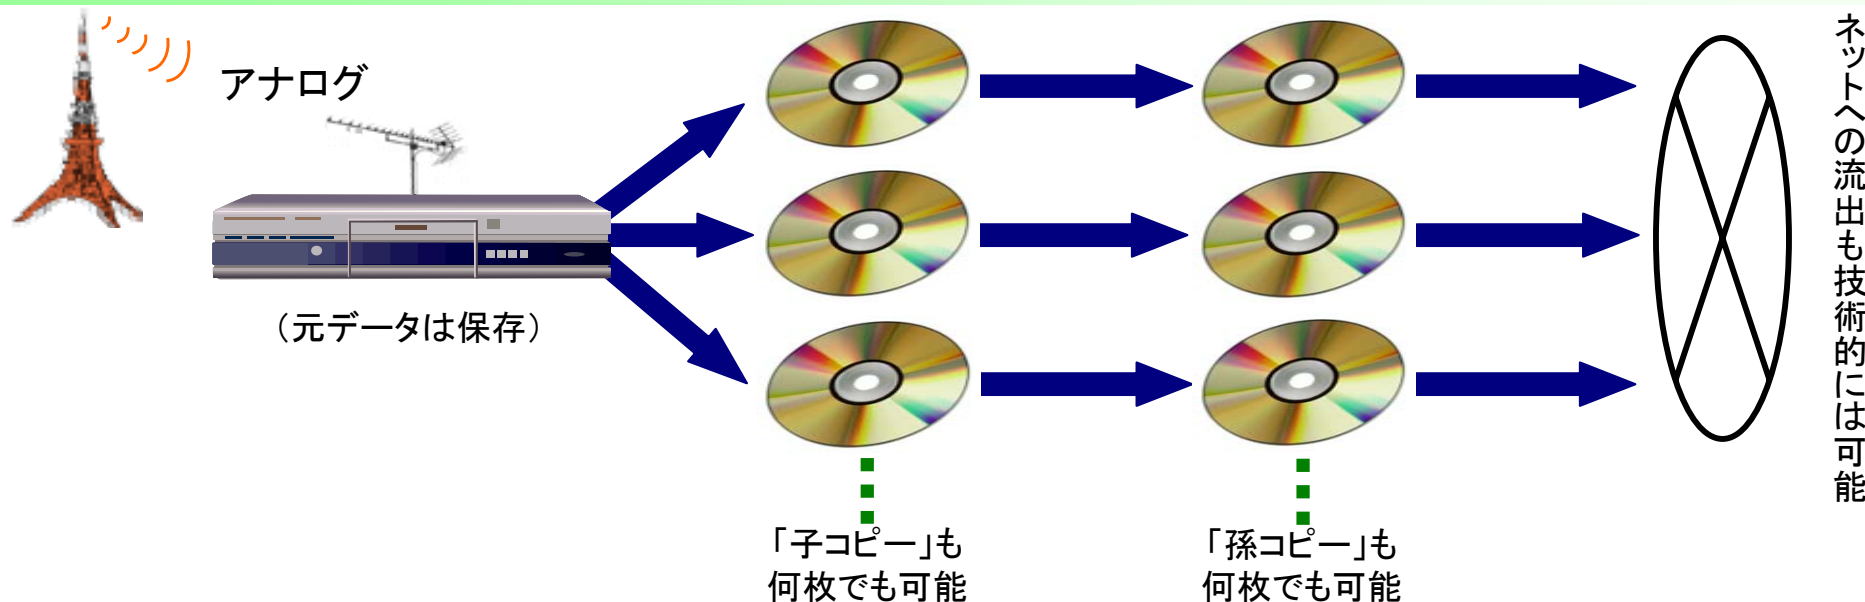 アナログ
（元データは保存）
「子コピー」も
何枚でも可能
「孫コピー」も
何枚でも可能
ネットへの流出も技術的には可能